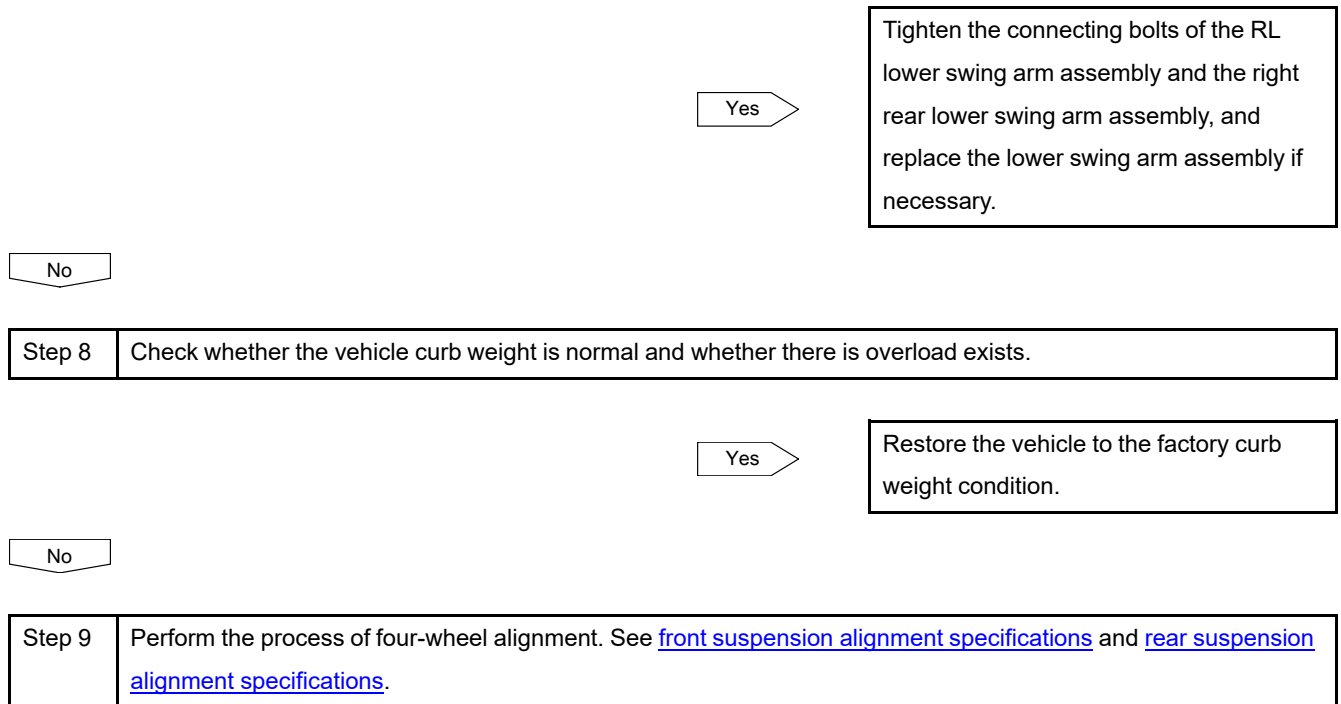 Yes
Tighten the connecting bolts of the RL
lower swing arm assembly and the right
rear lower swing arm assembly, and
replace the lower swing arm assembly if
necessary.
No
Step 8 Check whether the vehicle curb weight is normal and whether there is overload exists.
Yes
Restore the vehicle to the factory curb
weight condition.
No
Step 9 Perform the process of four-wheel alignment. See front suspension alignment specifications and rear suspension
alignment specifications.